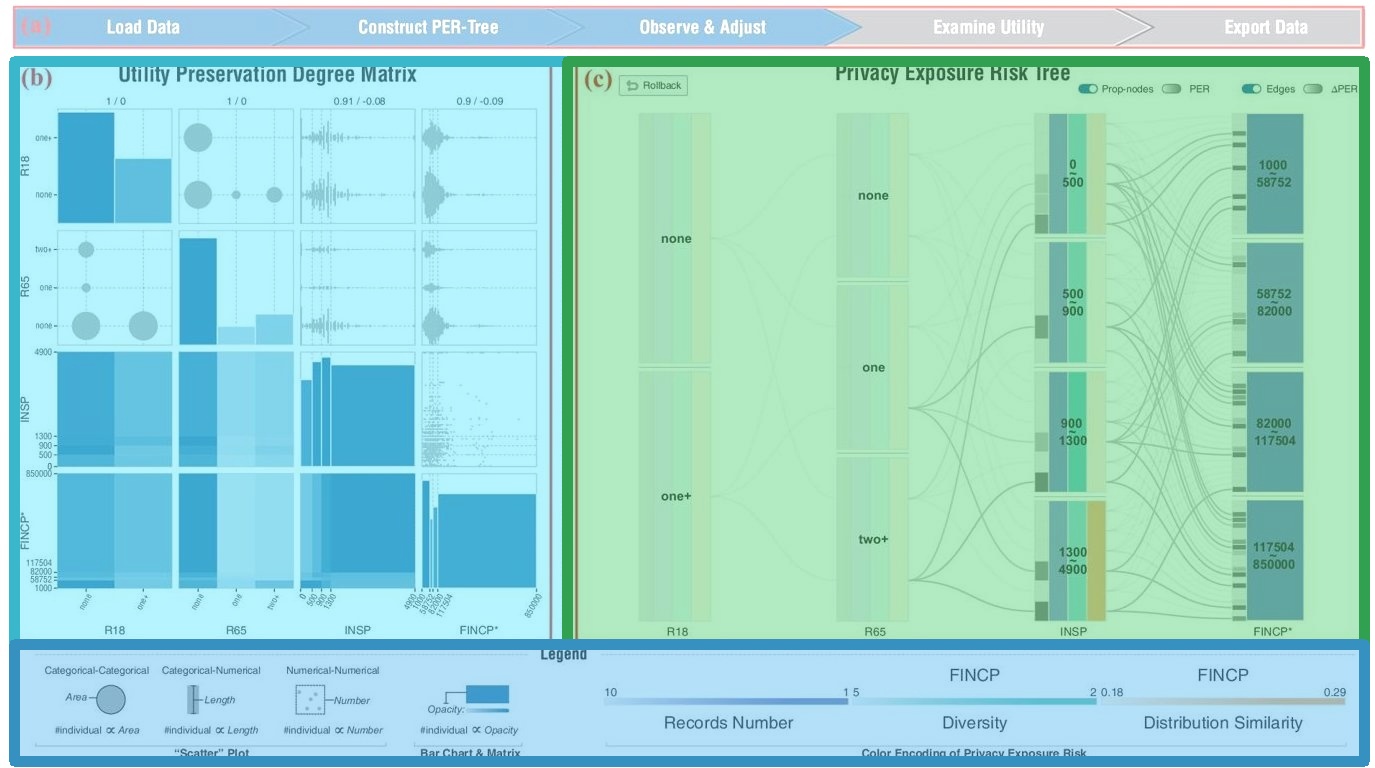 (a) Load Data Construct PER-Tree Observe & Adjust Examine Utility Export Data
(b) Utility Preservation Degree Matrix
1 / 0 1 / 0 0.91 / -0.08 0.9 / -0.09
R18
one+
none
R65
two+
one
none
INSP
4900
1300
900
500
0
FINCP*
850000
117504
82000
58752
1000
none one+ none one two+ 0 500 900 1300 4900 1000 58752 82000 117504 850000
R18 R65 INSP FINCP*
(c) Rollback Privacy Exposure Risk Tree
Prop-nodes PER Edges ΔPER
none
one+
none
one
two+
0
~
500
500
~
900
900
~
1300
1300
~
4900
1000
~
58752
58752
~
82000
82000
~
117504
117504
~
850000
R18 R65 INSP FINCP*
Legend
Categorical-Categorical Categorical-Numerical Numerical-Numerical
Area Length Number Opacity:
#individual ∝ Area #individual ∝ Length #individual ∝ Number #individual ∝ Opacity
“Scatter” Plot Bar Chart & Matrix
FINCP FINCP
10 1 5 2 0.18 0.29
Records Number Diversity Distribution Similarity
Color Encoding of Privacy Exposure Risk